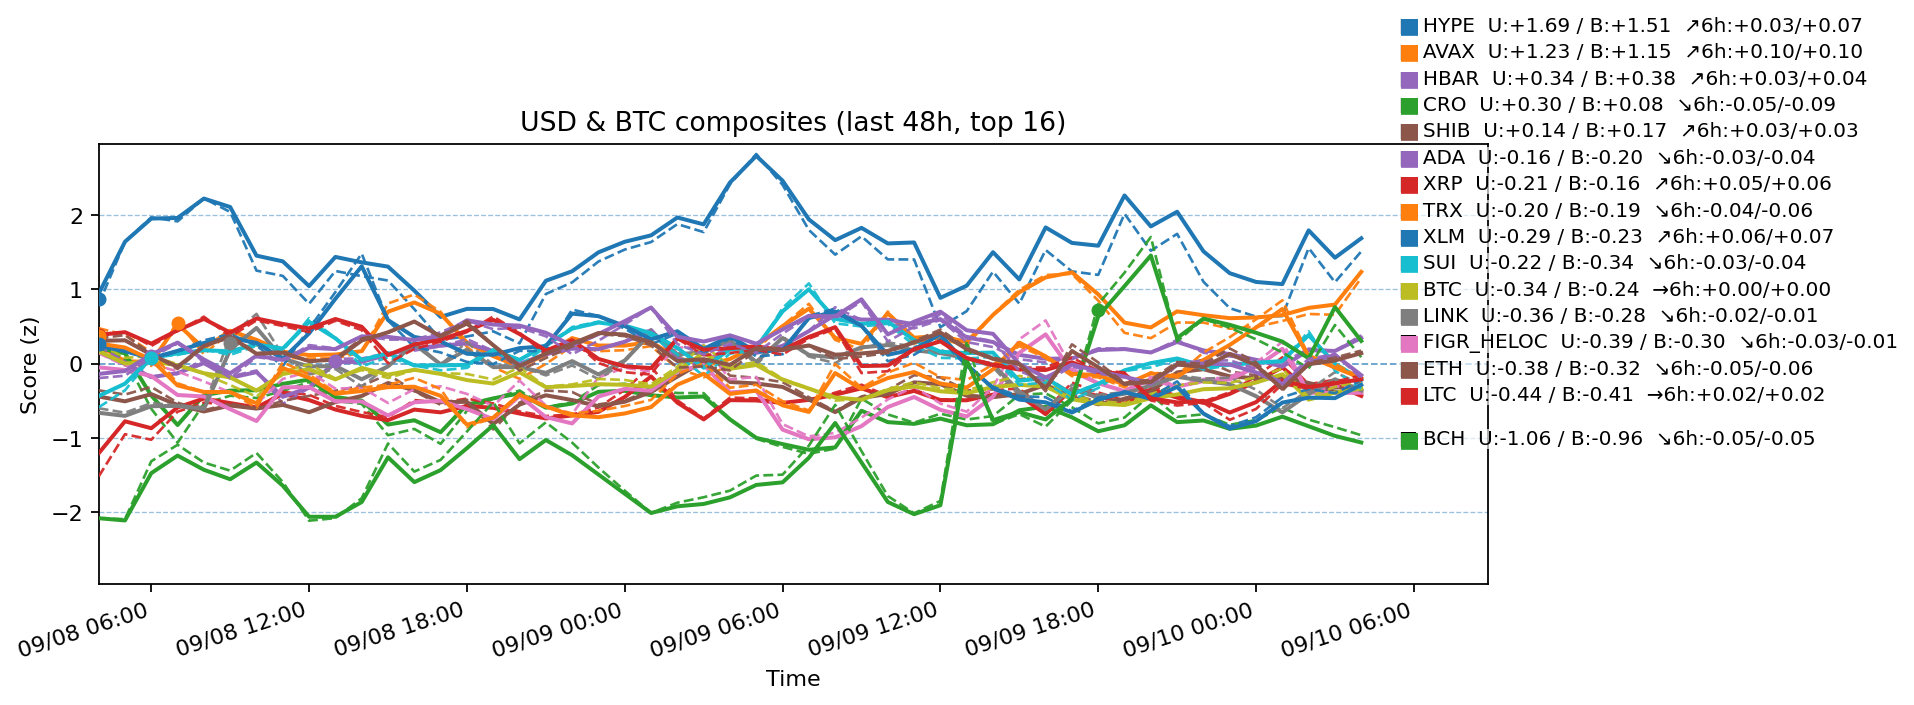 HYPE  U:+1.69 / B:+1.51  ↗6h:+0.03/+0.07
AVAX  U:+1.23 / B:+1.15  ↗6h:+0.10/+0.10
HBAR  U:+0.34 / B:+0.38  ↗6h:+0.03/+0.04
CRO  U:+0.30 / B:+0.08  ↘6h:-0.05/-0.09
SHIB  U:+0.14 / B:+0.17  ↗6h:+0.03/+0.03
ADA  U:-0.16 / B:-0.20  ↘6h:-0.03/-0.04
XRP  U:-0.21 / B:-0.16  ↗6h:+0.05/+0.06
TRX  U:-0.20 / B:-0.19  ↘6h:-0.04/-0.06
XLM  U:-0.29 / B:-0.23  ↗6h:+0.06/+0.07
SUI  U:-0.22 / B:-0.34  ↘6h:-0.03/-0.04
BTC  U:-0.34 / B:-0.24  →6h:+0.00/+0.00
LINK  U:-0.36 / B:-0.28  ↘6h:-0.02/-0.01
FIGR_HELOC  U:-0.39 / B:-0.30  ↘6h:-0.03/-0.01
ETH  U:-0.38 / B:-0.32  ↘6h:-0.05/-0.06
LTC  U:-0.44 / B:-0.41  →6h:+0.02/+0.02
BCH  U:-1.06 / B:-0.96  ↘6h:-0.05/-0.05
USD & BTC composites (last 48h, top 16)
Score (z)
2
1
0
−1
−2
09/08 06:00
09/08 12:00
09/08 18:00
09/09 00:00
09/09 06:00
09/09 12:00
09/09 18:00
09/10 00:00
09/10 06:00
Time